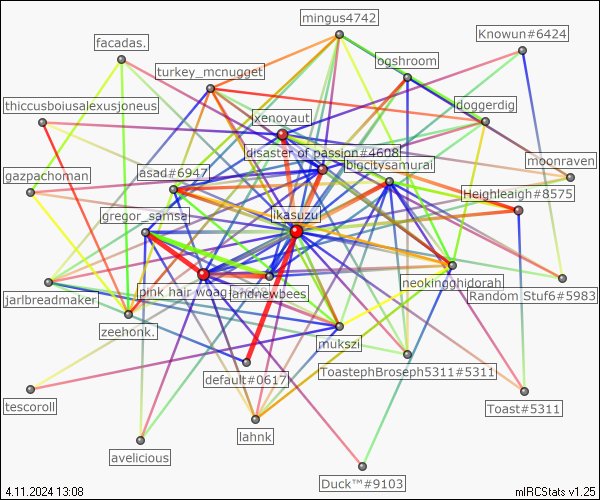 mingus4742
Knowun#6424
facadas.
ogshroom
turkey_mcnugget
thiccusboiusalexusjoneus
doggerdig
xenoyaut
disaster of passion#4608
moonraven
bigcitysamurai
asad#6947
gazpachoman
Heighleaigh#8575
gregor_samsa
ikasuzu
neokingghidorah
pink hair woag
jandnewbees
Random Stuf6#5983
jarlbreadmaker
zeehonk.
mukszi
ToastephBroseph5311#5311
default#0617
tescoroll
Toast#5311
lahnk
avelicious
Duck™#9103
4.11.2024 13:08
mIRCStats v1.25